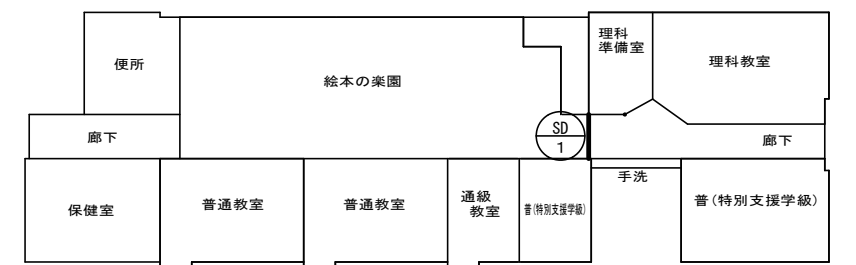 便所
絵本の楽園
理科
準備室
理科教室
廊下
SD
1
廊下
手洗
保健室
普通教室
普通教室
通級
教室
普(特別支援学級)
普(特別支援学級)